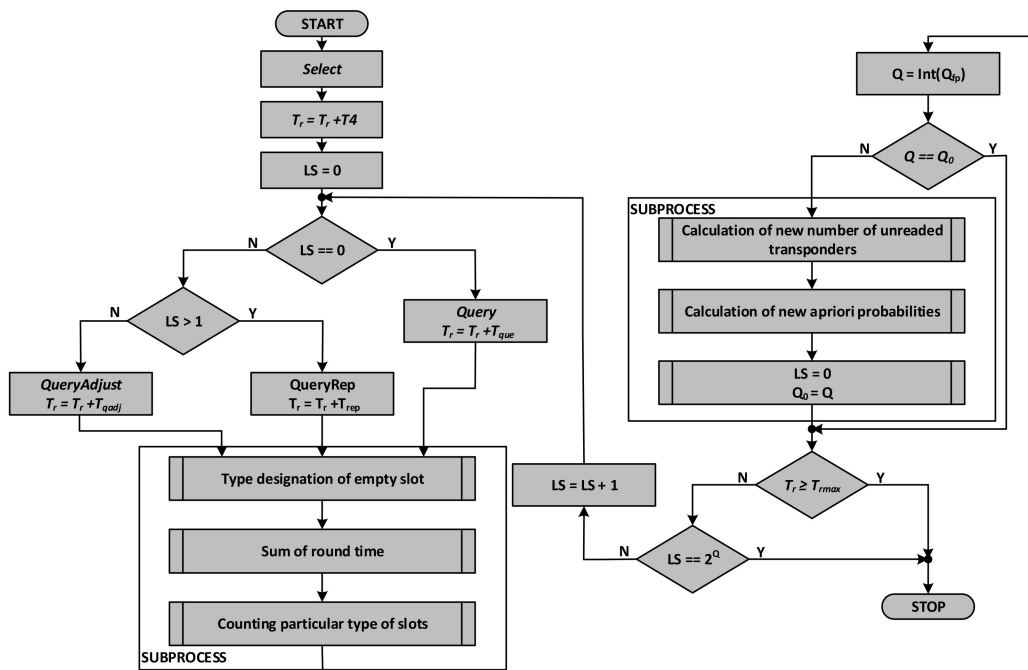 START
Select
T_r = T_r +T4
LS = 0
LS == 0
N
Y
LS > 1
N
Y
Query
T_r = T_r +T_que
QueryAdjust
T_r = T_r +T_qadj
QueryRep
T_r = T_r +T_rep
Type designation of empty slot
Sum of round time
Counting particular type of slots
SUBPROCESS
LS = LS + 1
Q = Int(Q_fp)
N
Y
Q == Q_0
SUBPROCESS
Calculation of new number of unreaded
transponders
Calculation of new apriori probabilities
LS = 0
Q_0 = Q
N
Y
T_r ≥ T_rmax
N
Y
LS == 2^Q
STOP